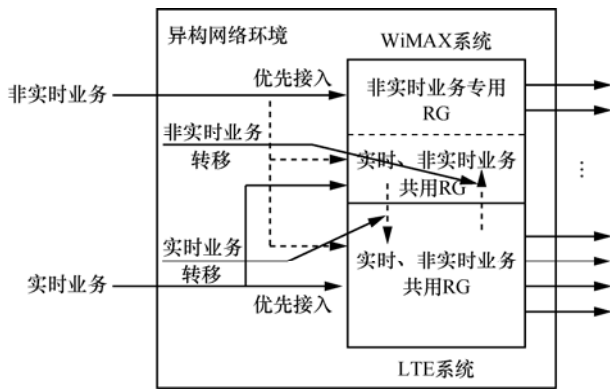 异构网络环境
WiMAX系统
非实时业务
优先接入
非实时业务专用
RG
非实时业务
转移
实时、非实时业务
共用RG
实时业务
转移
实时、非实时业务
共用RG
实时业务
优先接入
LTE系统
⋮